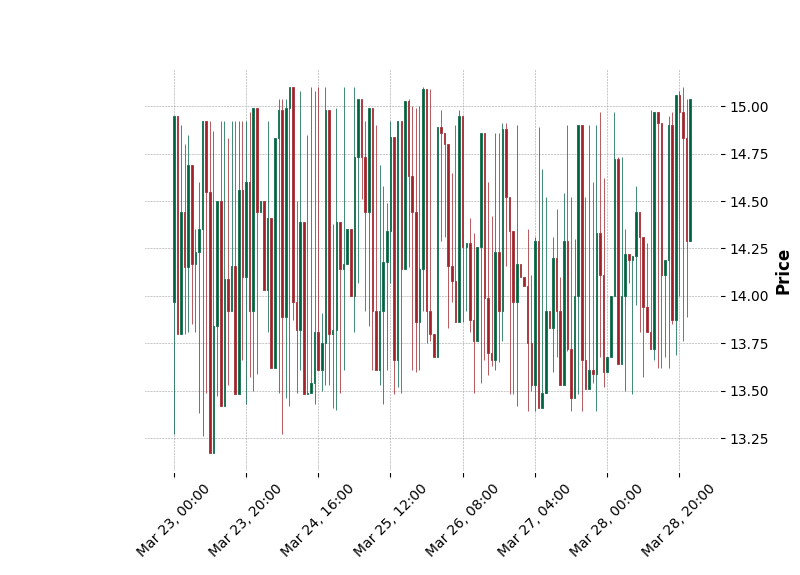 15.00
14.75
14.50
14.25
14.00
13.75
13.50
13.25
Price
Mar 23, 00:00
Mar 23, 20:00
Mar 24, 16:00
Mar 25, 12:00
Mar 26, 08:00
Mar 27, 04:00
Mar 28, 00:00
Mar 28, 20:00